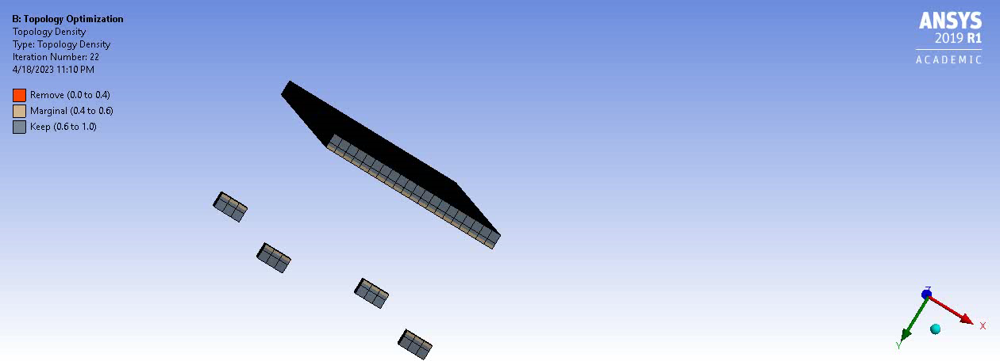 B: Topology Optimization
Topology Density
Type: Topology Density
Iteration Number: 22
4/18/2023 11:10 PM
Remove (0.0 to 0.4)
Marginal (0.4 to 0.6)
Keep (0.6 to 1.0)
ANSYS
2019 R1
ACADEMIC
Z
X
Y